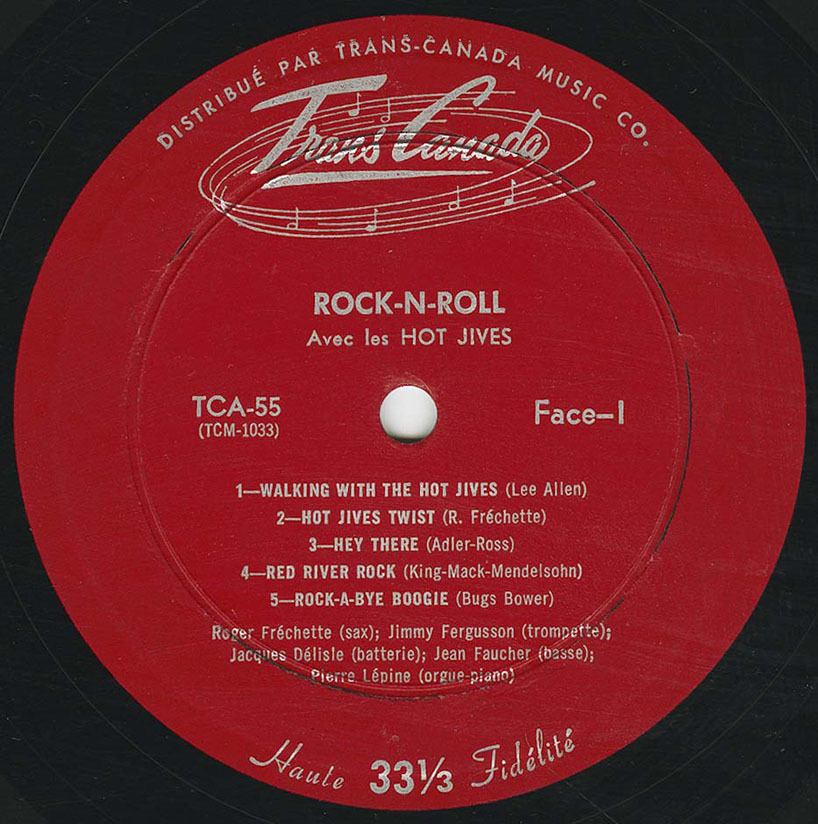 DISTRIBUÉ PAR TRANS-CANADA MUSIC CO.
Trans Canada
ROCK-N-ROLL
Avec les HOT JIVES
TCA-55
(TCM-1033)
Face–1
1—WALKING WITH THE HOT JIVES (Lee Allen)
2—HOT JIVES TWIST (R. Fréchette)
3—HEY THERE (Adler-Ross)
4—RED RIVER ROCK (King-Mack-Mendelsohn)
5—ROCK-A-BYE BOOGIE (Bugs Bower)
Roger Fréchette (sax); Jimmy Fergusson (trompette);
Jacques Délisle (batterie); Jean Faucher (basse);
Pierre Lépine (orgue-piano)
Haute 33⅓ Fidélité